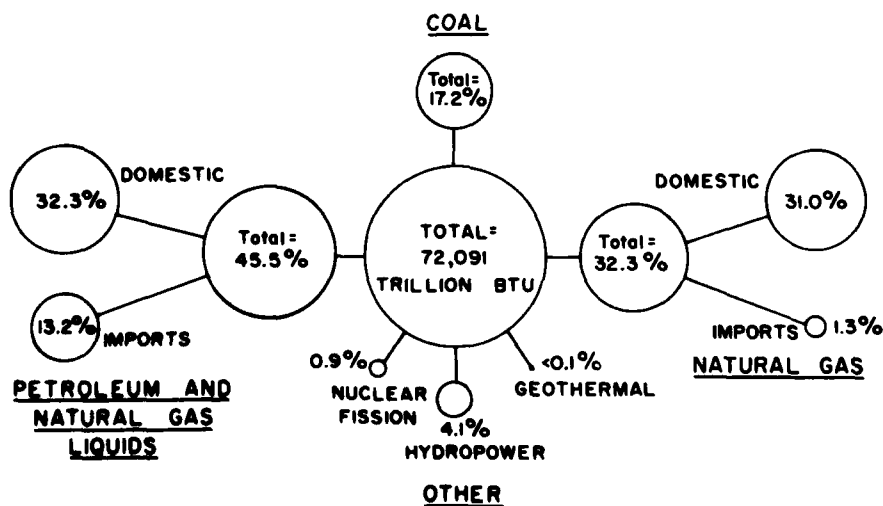 COAL
Total=
17.2%
DOMESTIC
32.3%
Total=
45.5%
13.2%
IMPORTS
PETROLEUM AND
NATURAL GAS
LIQUIDS
TOTAL=
72,091
TRILLION BTU
0.9%
NUCLEAR
FISSION
4.1%
HYDROPOWER
<0.1%
GEOTHERMAL
OTHER
Total=
32.3%
DOMESTIC
31.0%
IMPORTS
1.3%
NATURAL GAS